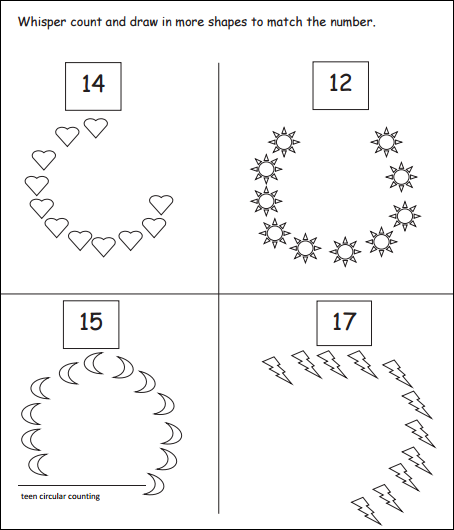 Whisper count and draw in more shapes to match the number.
14
12
15
17
teen circular counting